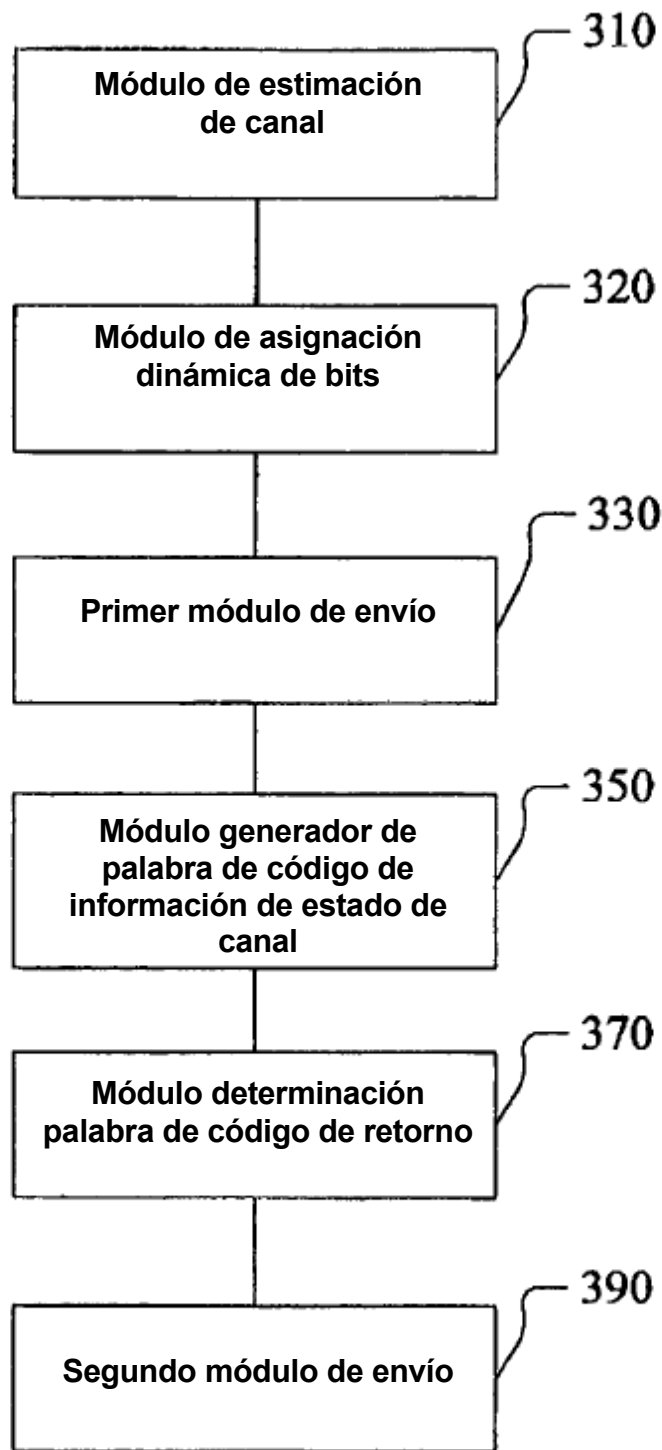 310
Módulo de estimación
de canal
320
Módulo de asignación
dinámica de bits
330
Primer módulo de envío
350
Módulo generador de
palabra de código de
información de estado de
canal
370
Módulo determinación
palabra de código de retorno
390
Segundo módulo de envío